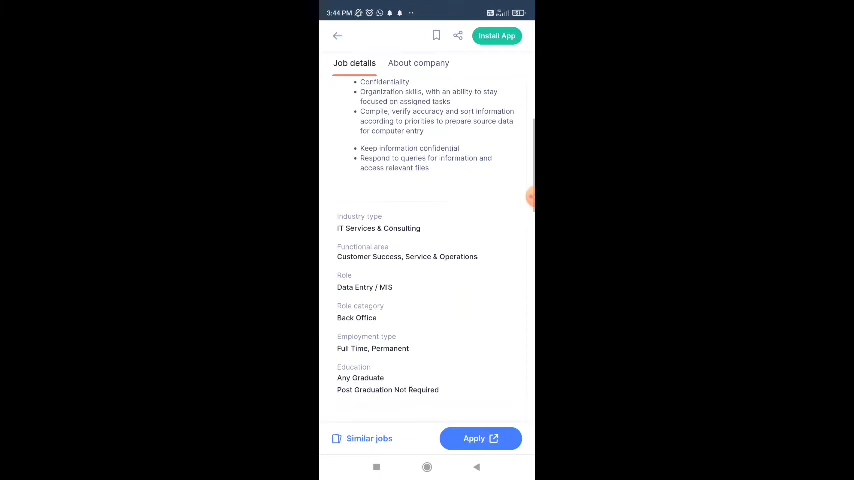 3:44 PM
Install App
Job details About company
• Confidentiality
• Organization skills, with an ability to stay
focused on assigned tasks
• Compile, verify accuracy and sort information
according to priorities to prepare source data
for computer entry
• Keep information confidential
• Respond to queries for information and
access relevant files
Industry type
IT Services & Consulting
Functional area
Customer Success, Service & Operations
Role
Data Entry / MIS
Role category
Back Office
Employment type
Full Time, Permanent
Education
Any Graduate
Post Graduation Not Required
Similar jobs Apply